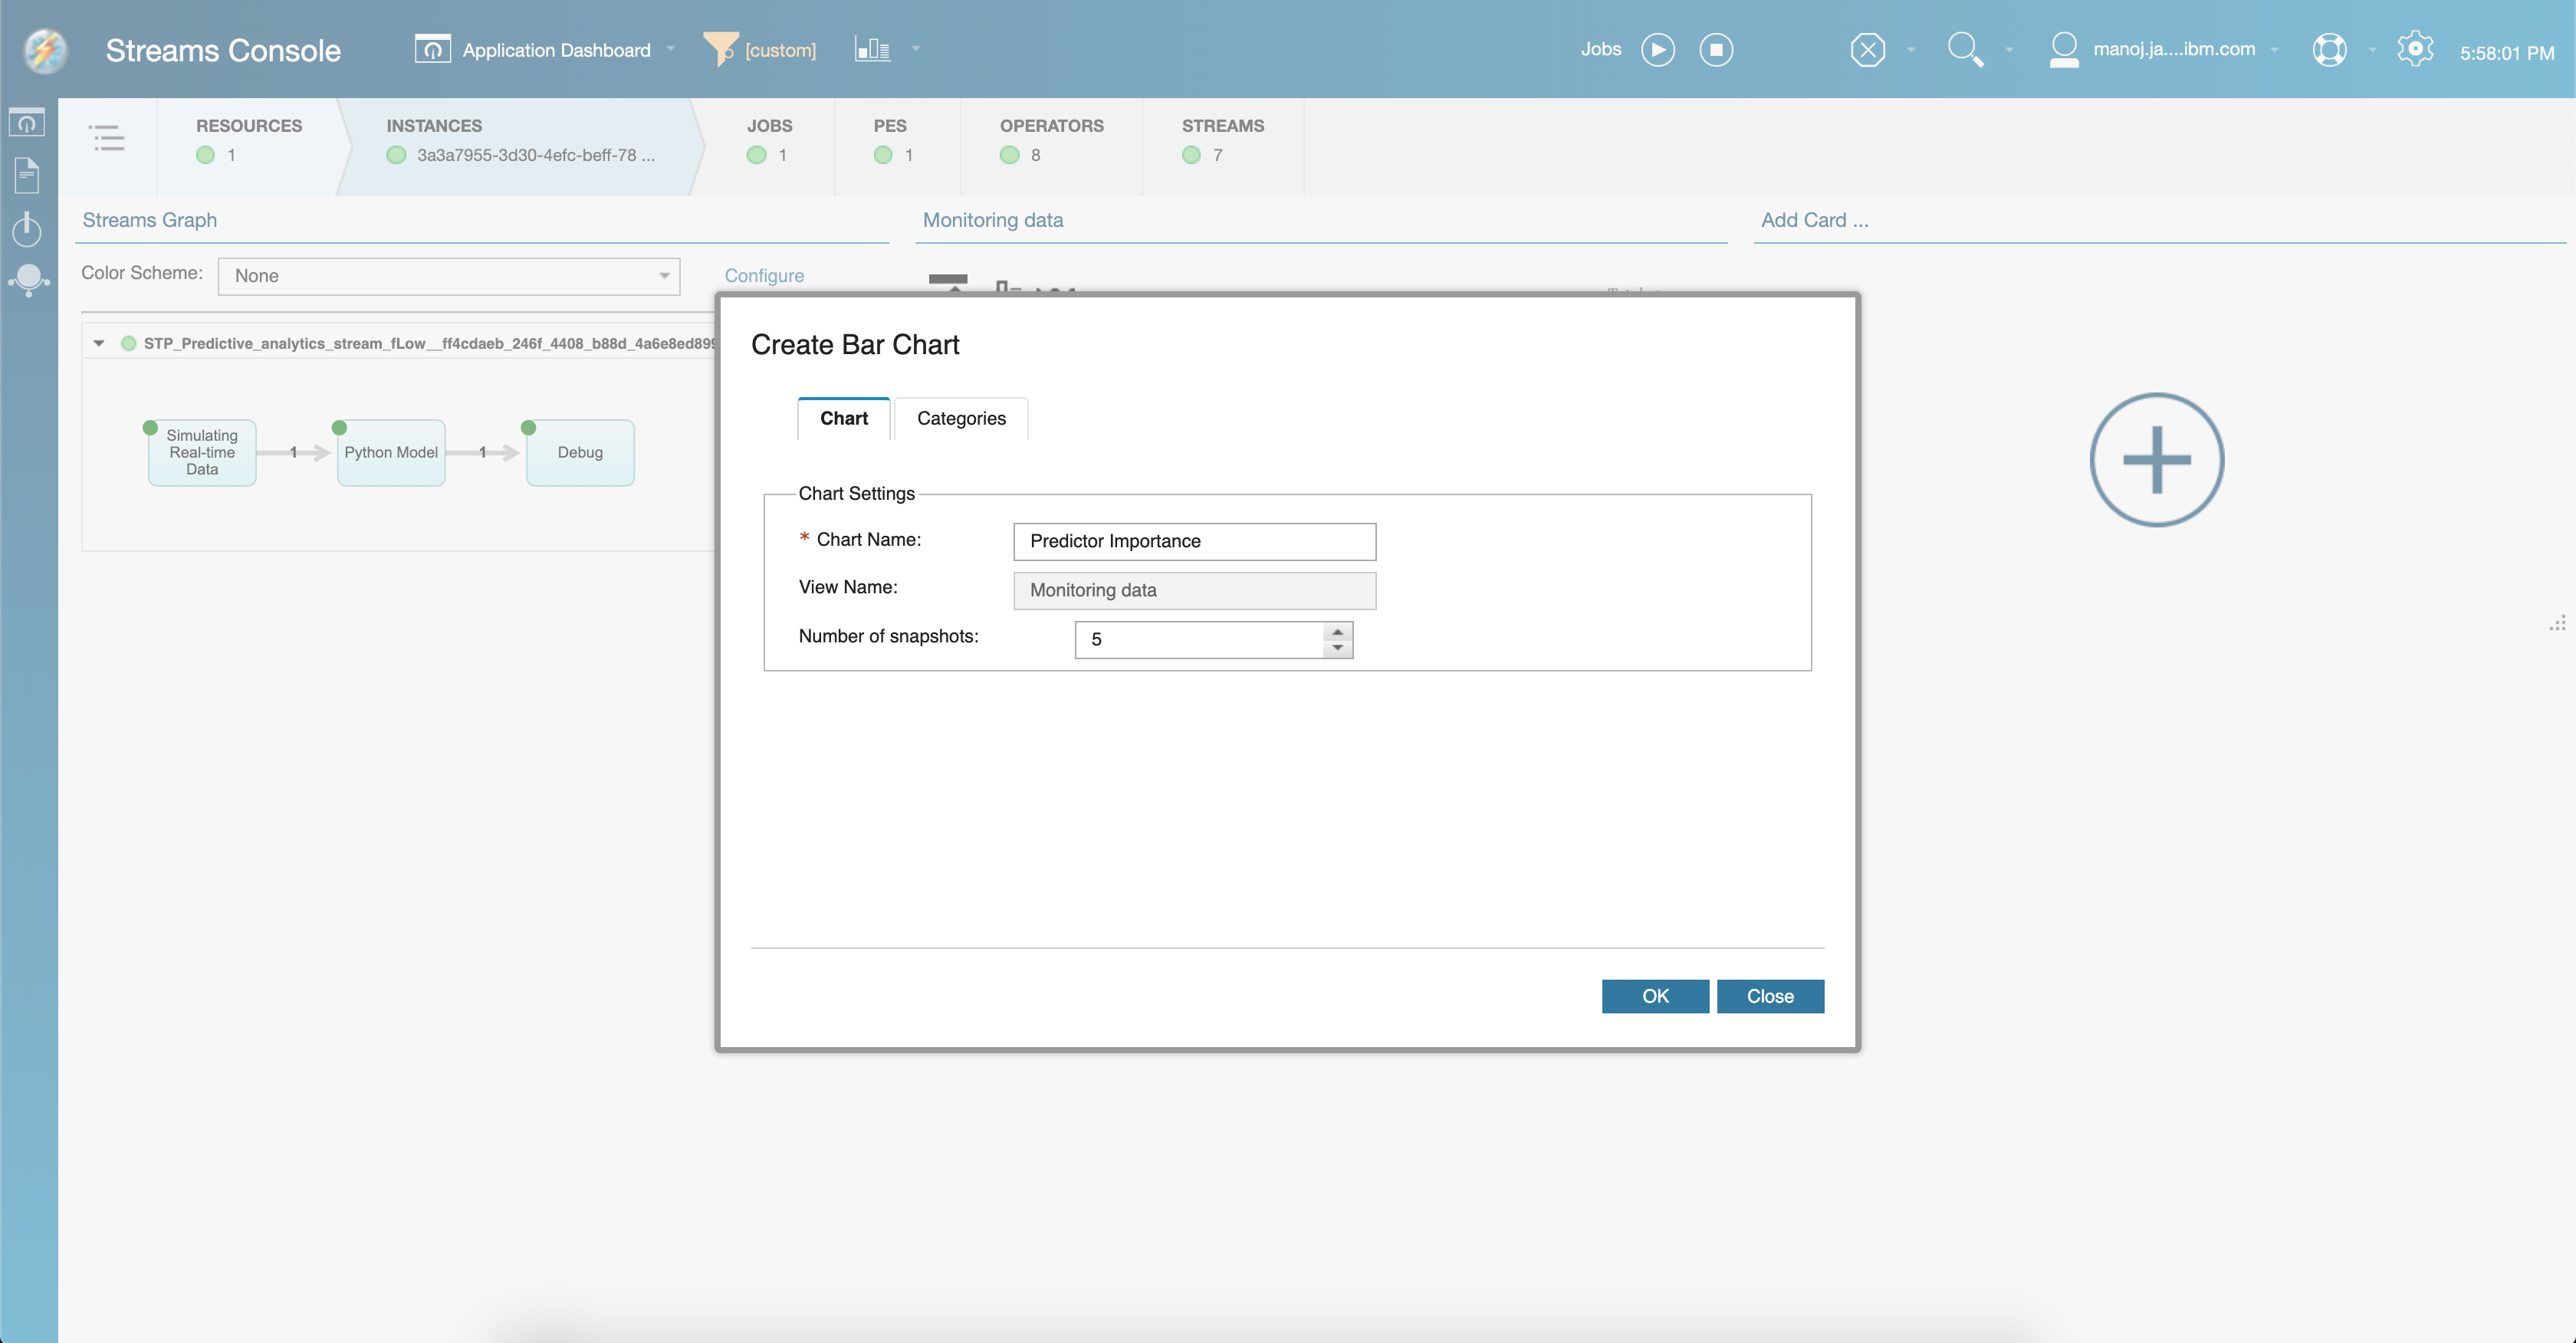 Streams Console
Application Dashboard
[custom]
Jobs
manoj.ja....ibm.com
5:58:01 PM
RESOURCES
1
INSTANCES
3a3a7955-3d30-4efc-beff-78 ...
JOBS
1
PES
1
OPERATORS
8
STREAMS
7
Streams Graph
Monitoring data
Add Card ...
Color Scheme:
None
Configure
STP_Predictive_analytics_stream_fLow__ff4cdaeb_246f_4408_b88d_4a6e8ed899
Simulating
Real-time
Data
1
Python Model
1
Debug
Create Bar Chart
Chart
Categories
Chart Settings
* Chart Name:
Predictor Importance
View Name:
Monitoring data
Number of snapshots:
5
OK
Close